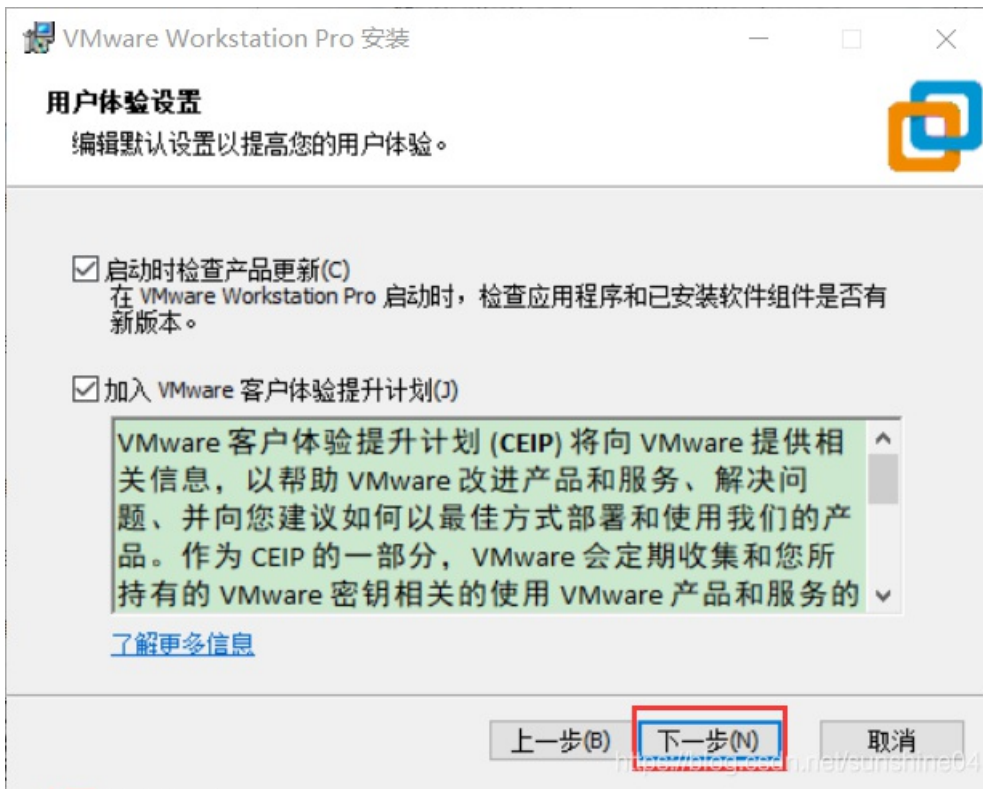 VMware Workstation Pro 安装
用户体验设置
编辑默认设置以提高您的用户体验。
启动时检查产品更新(C)
在 VMware Workstation Pro 启动时，检查应用程序和已安装软件组件是否有
新版本。
加入 VMware 客户体验提升计划(J)
VMware 客户体验提升计划 (CEIP) 将向 VMware 提供相
关信息，以帮助 VMware 改进产品和服务、解决问
题、并向您建议如何以最佳方式部署和使用我们的产
品。作为 CEIP 的一部分，VMware 会定期收集和您所
持有的 VMware 密钥相关的使用 VMware 产品和服务的
了解更多信息
上一步(B) 下一步(N) 取消
https://blog.csdn.net/sunshine04